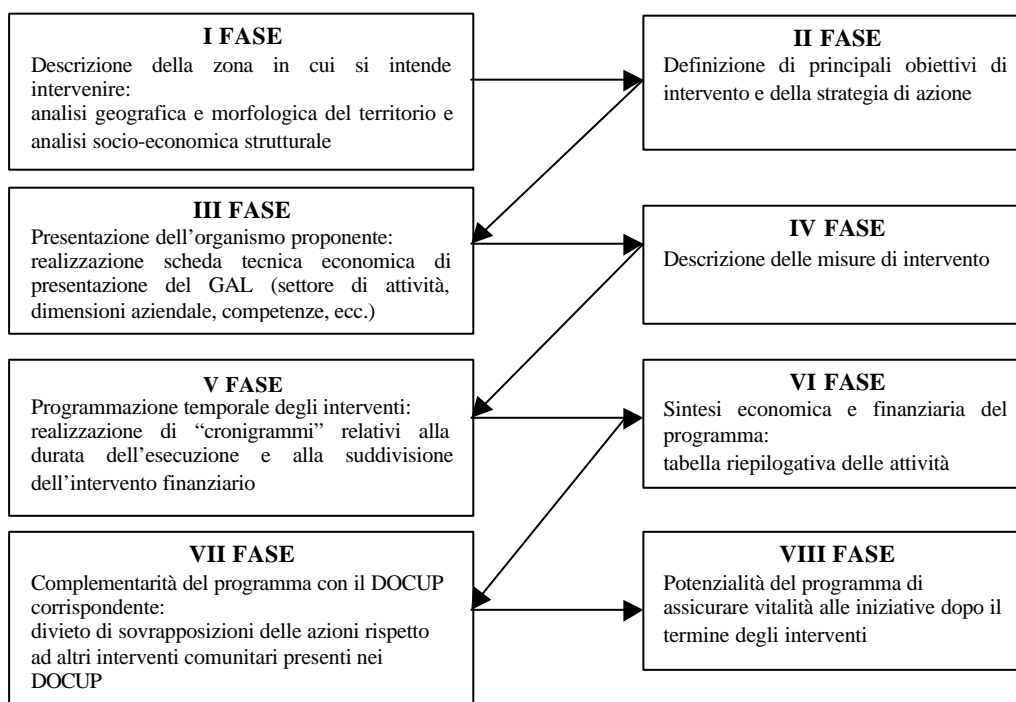 I FASE
Descrizione della zona in cui si intende
intervenire:
analisi geografica e morfologica del territorio e
analisi socio-economica strutturale
II FASE
Definizione di principali obiettivi di
intervento e della strategia di azione
III FASE
Presentazione dell’organismo proponente:
realizzazione scheda tecnica economica di
presentazione del GAL (settore di attività,
dimensioni aziendale, competenze, ecc.)
IV FASE
Descrizione delle misure di intervento
V FASE
Programmazione temporale degli interventi:
realizzazione di “cronigrammi” relativi alla
durata dell’esecuzione e alla suddivisione
dell’intervento finanziario
VI FASE
Sintesi economica e finanziaria del
programma:
tabella riepilogativa delle attività
VII FASE
Complementarità del programma con il DOCUP
corrispondente:
divieto di sovrapposizioni delle azioni rispetto
ad altri interventi comunitari presenti nei
DOCUP
VIII FASE
Potenzialità del programma di
assicurare vitalità alle iniziative dopo il
termine degli interventi